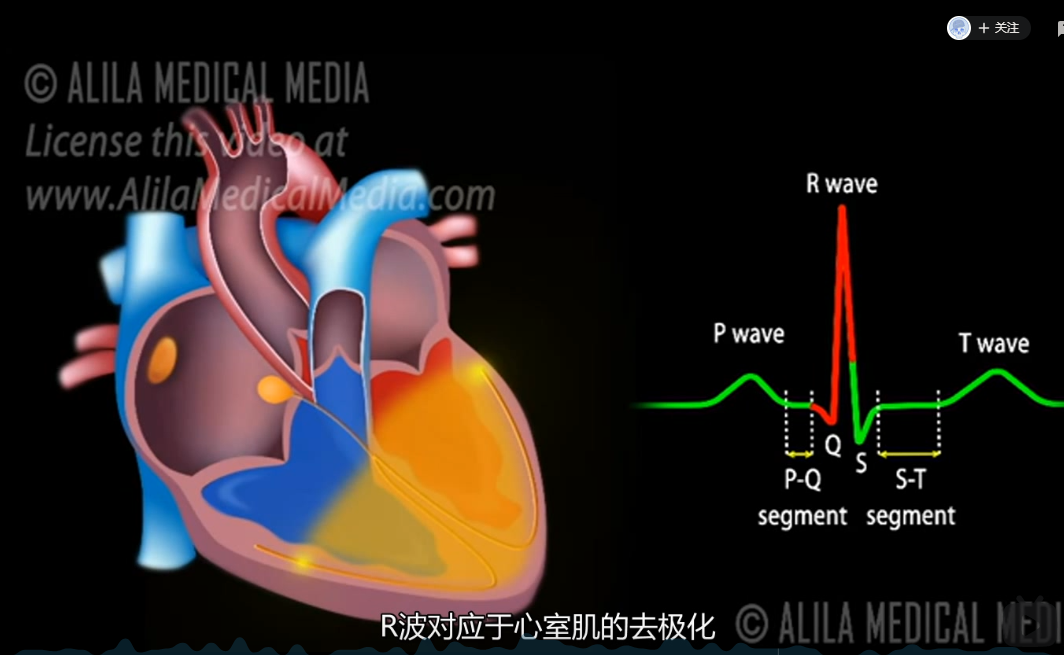 + 关注
© ALILA MEDICAL MEDIA
License this video at
www.AlilaMedicalMedia.com
R wave
P wave
T wave
Q
S
P-Q
segment
S-T
segment
R波对应于心室肌的去极化
© ALILA MEDICAL MEDI